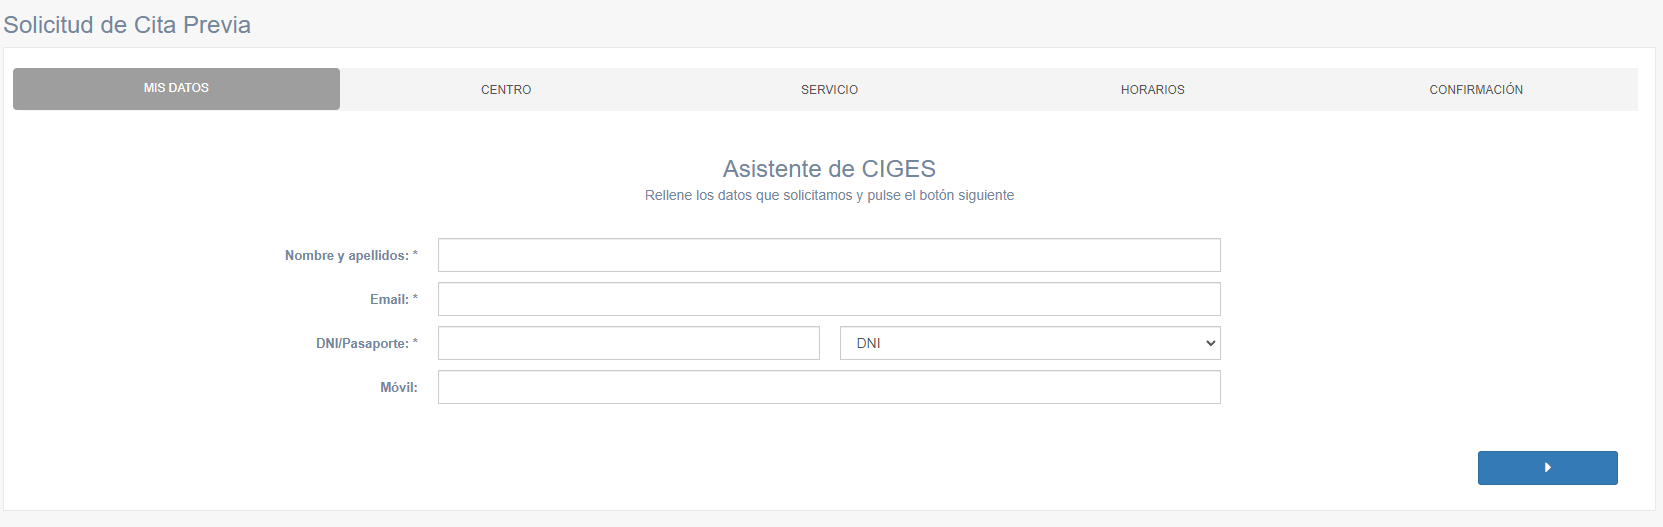 Solicitud de Cita Previa
MIS DATOS
CENTRO
SERVICIO
HORARIOS
CONFIRMACIÓN
Asistente de CIGES
Rellene los datos que solicitamos y pulse el botón siguiente
Nombre y apellidos: *
Email: *
DNI/Pasaporte: *
DNI
Móvil: